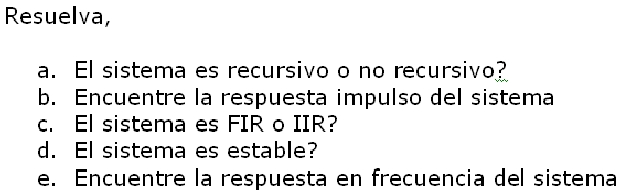 Resuelva,
a. El sistema es recursivo o no recursivo?
b. Encuentre la respuesta impulso del sistema
c. El sistema es FIR o IIR?
d. El sistema es estable?
e. Encuentre la respuesta en frecuencia del sistema